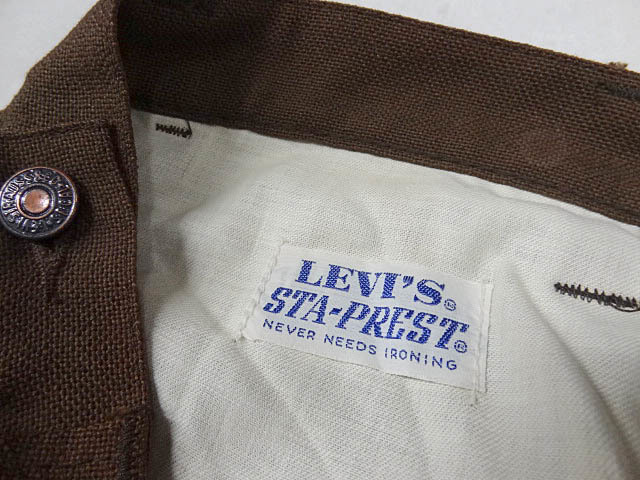 LEVI'S®
STA-PREST®
NEVER NEEDS IRONING